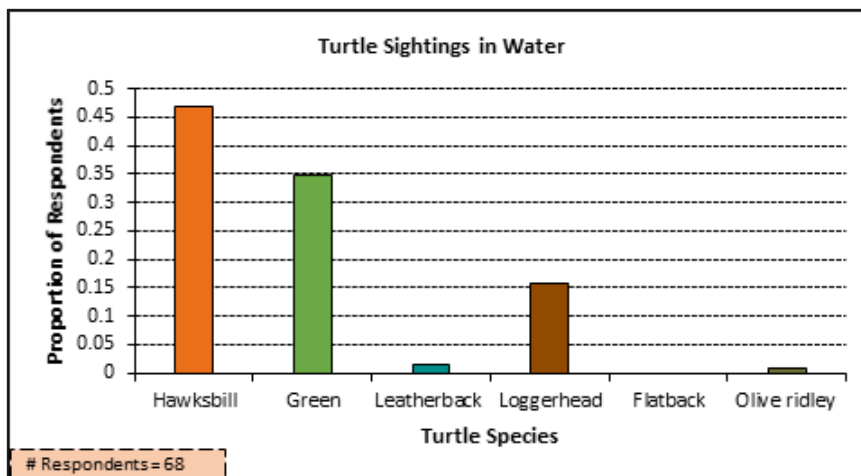 Turtle Sightings in Water
Proportion of Respondents
0.5
0.45
0.4
0.35
0.3
0.25
0.2
0.15
0.1
0.05
0
Hawksbill Green Leatherback Loggerhead Flatback Olive ridley
Turtle Species
# Respondents= 68